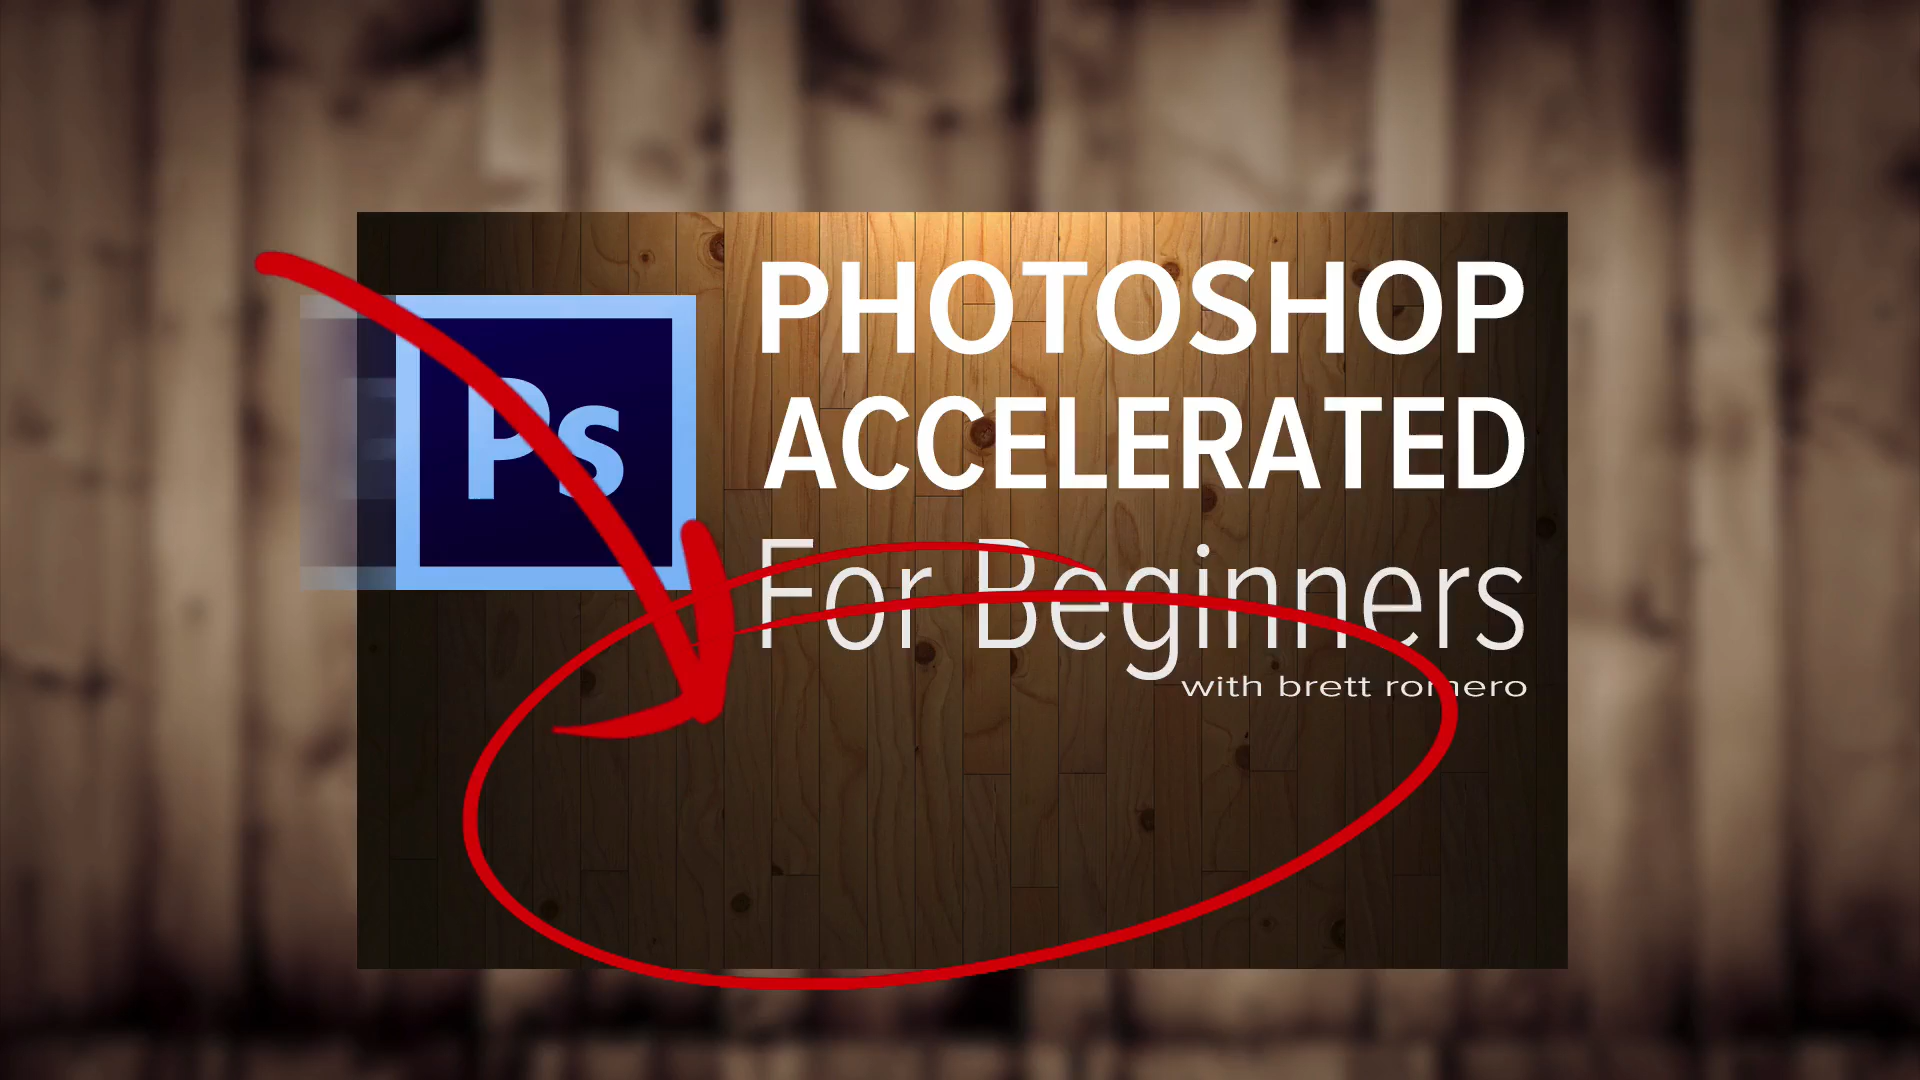 Ps
PHOTOSHOP
ACCELERATED
For Beginners
with brett romero